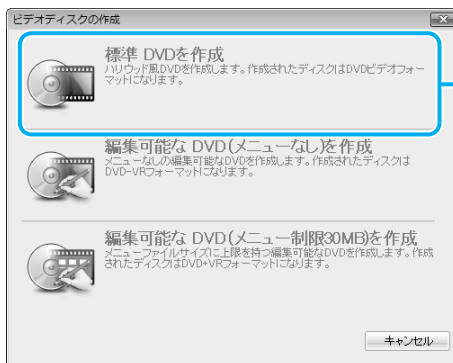 ビデオディスクの作成
標準 DVDを作成
ハリウッド風DVDを作成します。作成されたディスクはDVDビデオフォー
マットになります。
編集可能な DVD(メニューなし)を作成
メニューなしの編集可能なDVDを作成します。作成されたディスクは
DVD-VRフォーマットになります。
編集可能な DVD(メニュー制限30MB)を作成
メニューファイルサイズに上限を持つ編集可能なDVDを作成します。作成
されたディスクはDVD+VRフォーマットになります。
キャンセル